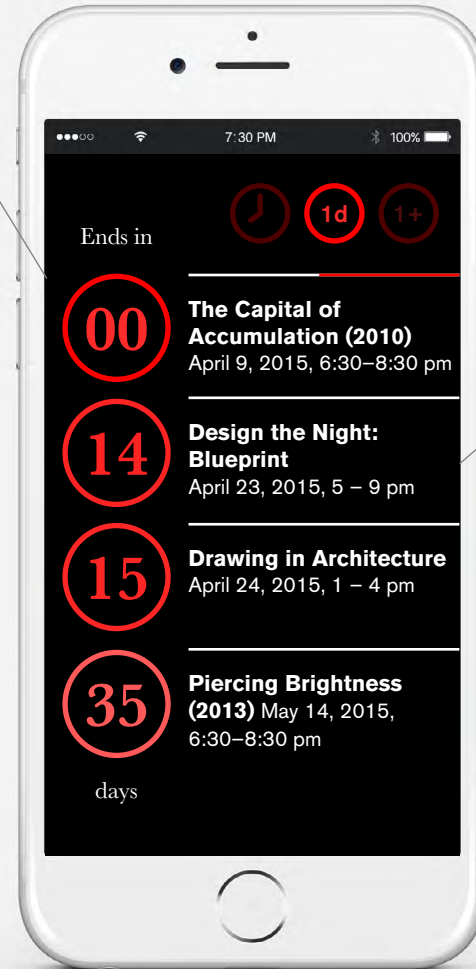 7:30 PM
100%
1d
1+
Ends in
00
The Capital of
Accumulation (2010)
April 9, 2015, 6:30–8:30 pm
14
Design the Night:
Blueprint
April 23, 2015, 5 – 9 pm
15
Drawing in Architecture
April 24, 2015, 1 – 4 pm
35
Piercing Brightness
(2013) May 14, 2015,
6:30–8:30 pm
days